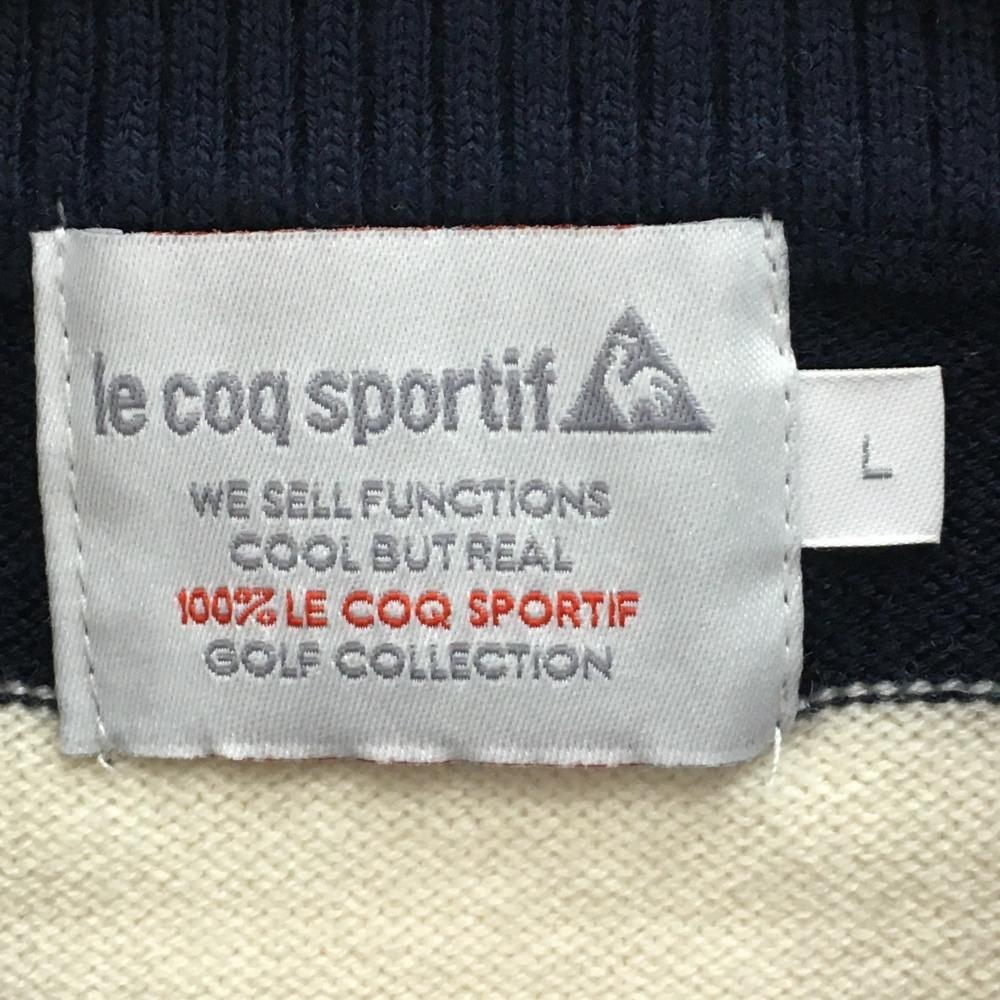 le coq sportif
WE SELL FUNCTIONS
COOL BUT REAL
100% LE COQ SPORTIF
GOLF COLLECTION
L